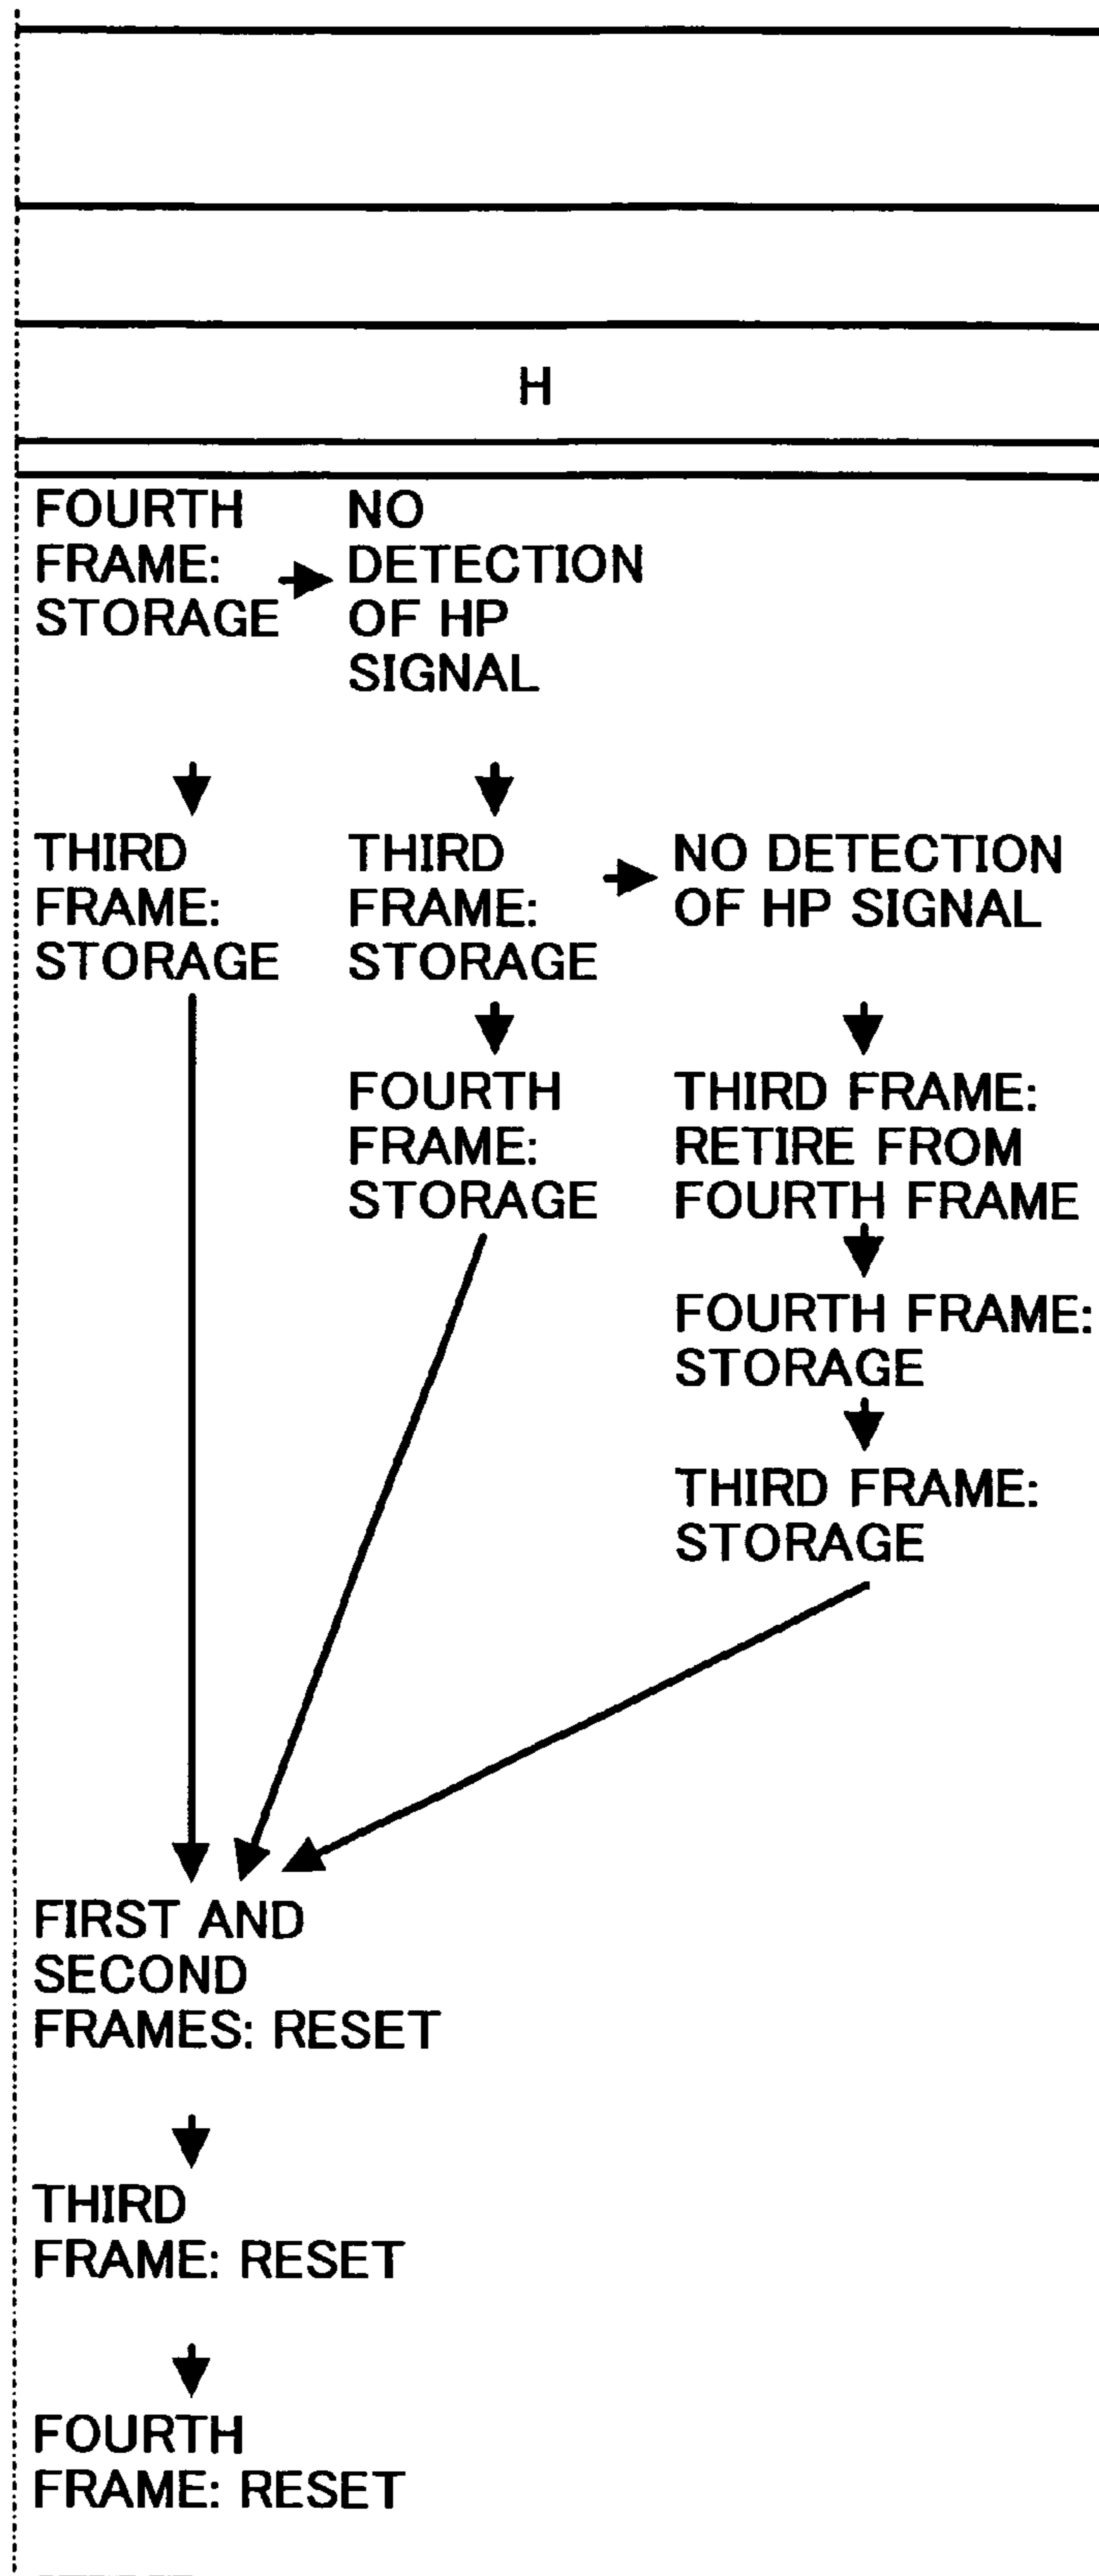 H
FOURTH
FRAME:
STORAGE
NO
DETECTION
OF HP
SIGNAL
THIRD
FRAME:
STORAGE
THIRD
FRAME:
STORAGE
NO DETECTION
OF HP SIGNAL
FOURTH
FRAME:
STORAGE
THIRD FRAME:
RETIRE FROM
FOURTH FRAME
FOURTH FRAME:
STORAGE
THIRD FRAME:
STORAGE
FIRST AND
SECOND
FRAMES: RESET
THIRD
FRAME: RESET
FOURTH
FRAME: RESET